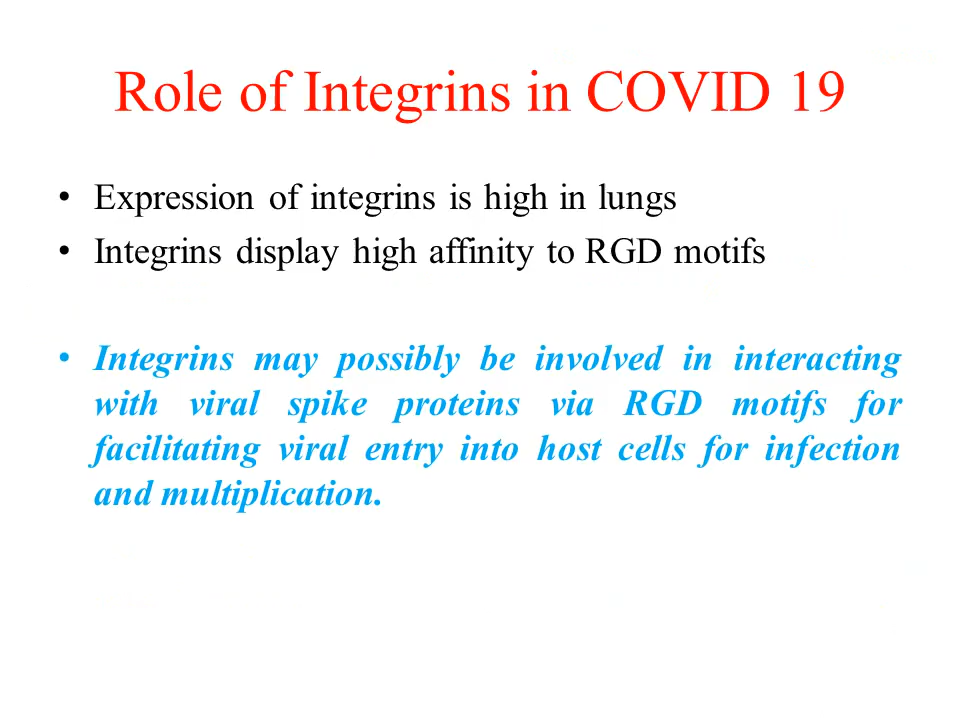 Role of Integrins in COVID 19
• Expression of integrins is high in lungs
• Integrins display high affinity to RGD motifs
• Integrins may possibly be involved in interacting
with viral spike proteins via RGD motifs for
facilitating viral entry into host cells for infection
and multiplication.